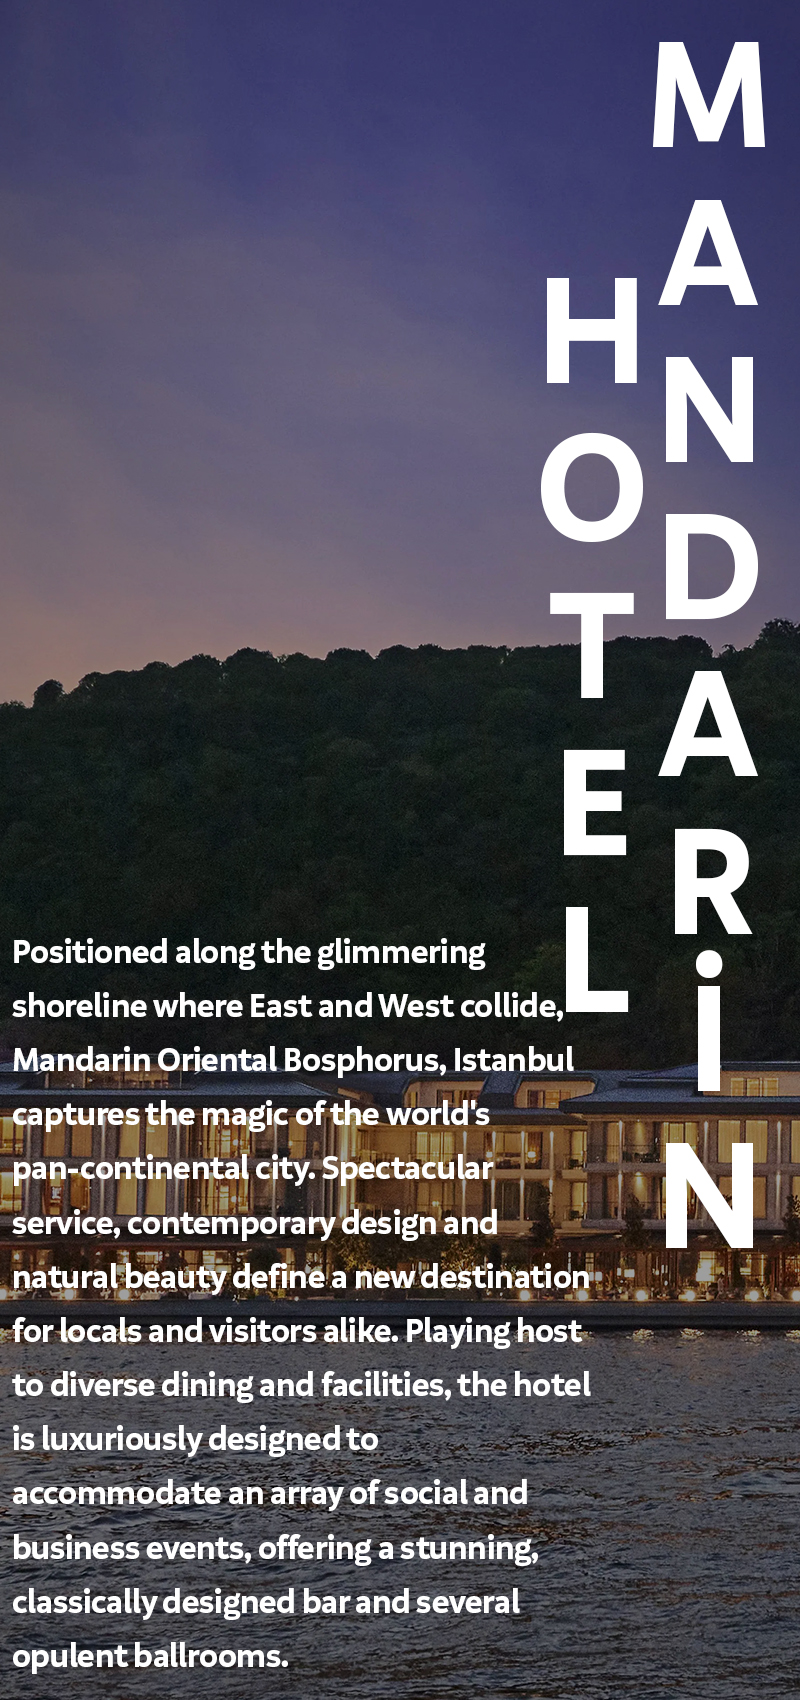 MANDARiN
HOTEL
Positioned along the glimmering
shoreline where East and West collide,
Mandarin Oriental Bosphorus, Istanbul
captures the magic of the world's
pan-continental city. Spectacular
service, contemporary design and
natural beauty define a new destination
for locals and visitors alike. Playing host
to diverse dining and facilities, the hotel
is luxuriously designed to
accommodate an array of social and
business events, offering a stunning,
classically designed bar and several
opulent ballrooms.